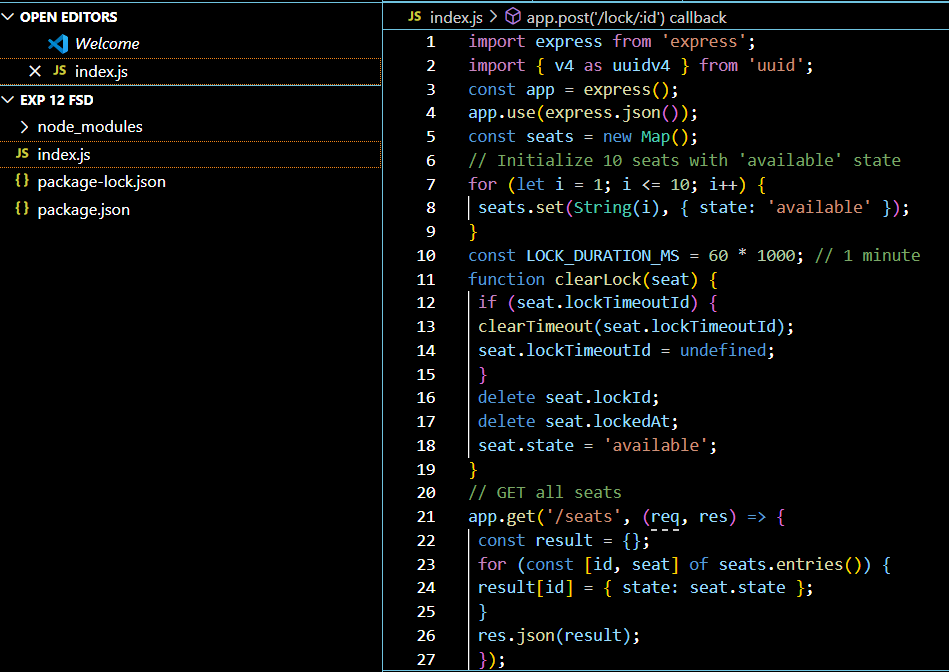 OPEN EDITORS
Welcome
JS index.js
EXP 12 FSD
node_modules
JS index.js
{} package-lock.json
{} package.json
JS index.js > app.post('/lock/:id') callback
1 import express from 'express';
2 import { v4 as uuidv4 } from 'uuid';
3 const app = express();
4 app.use(express.json());
5 const seats = new Map();
6 // Initialize 10 seats with 'available' state
7 for (let i = 1; i <= 10; i++) {
8 seats.set(String(i), { state: 'available' });
9 }
10 const LOCK_DURATION_MS = 60 * 1000; // 1 minute
11 function clearLock(seat) {
12 if (seat.lockTimeoutId) {
13 clearTimeout(seat.lockTimeoutId);
14 seat.lockTimeoutId = undefined;
15 }
16 delete seat.lockId;
17 delete seat.lockedAt;
18 seat.state = 'available';
19 }
20 // GET all seats
21 app.get('/seats', (req, res) => {
22 const result = {};
23 for (const [id, seat] of seats.entries()) {
24 result[id] = { state: seat.state };
25 }
26 res.json(result);
27 });